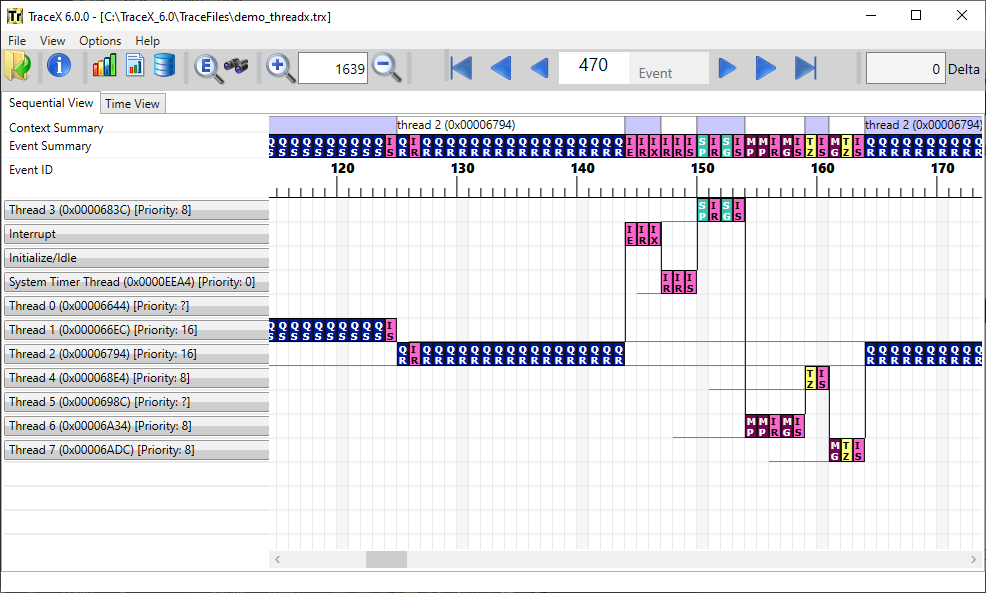 TraceX 6.0.0 - [C:\TraceX_6.0\TraceFiles\demo_threadx.trx]
File View Options Help
1639
470 Event
0 Delta
Sequential View Time View
Context Summary thread 2 (0x00006794) thread 2 (0x00006794)
Event Summary
Q Q Q Q Q Q Q Q Q Q I Q I Q Q Q Q Q Q Q Q Q Q Q Q Q Q Q Q Q I I I I I I S I S I M M I M I T I M T I Q Q Q Q Q Q Q Q Q Q
S S S S S S S S S S S R R R R R R R R R R R R R R R R R R R E R X R R S P R G S P P R G S Z S G Z S R R R R R R R R R R
Event ID 120 130 140 150 160 170
Thread 3 (0x0000683C) [Priority: 8]
S I S I
P R G S
Interrupt
I I I
E R X
Initialize/Idle
System Timer Thread (0x0000EEA4) [Priority: 0]
I I I
R R S
Thread 0 (0x00006644) [Priority: ?]
Thread 1 (0x000066EC) [Priority: 16]
Q Q Q Q Q Q Q Q Q Q I
S S S S S S S S S S S
Thread 2 (0x00006794) [Priority: 16]
Q I Q Q Q Q Q Q Q Q Q Q Q Q Q Q Q Q Q Q Q Q Q Q Q Q Q Q Q
R R R R R R R R R R R R R R R R R R R R R R R R R R R R R
Thread 4 (0x000068E4) [Priority: 8]
T I
Z S
Thread 5 (0x0000698C) [Priority: ?]
Thread 6 (0x00006A34) [Priority: 8]
M M I M I
P P R G S
Thread 7 (0x00006ADC) [Priority: 8]
M T I
G Z S